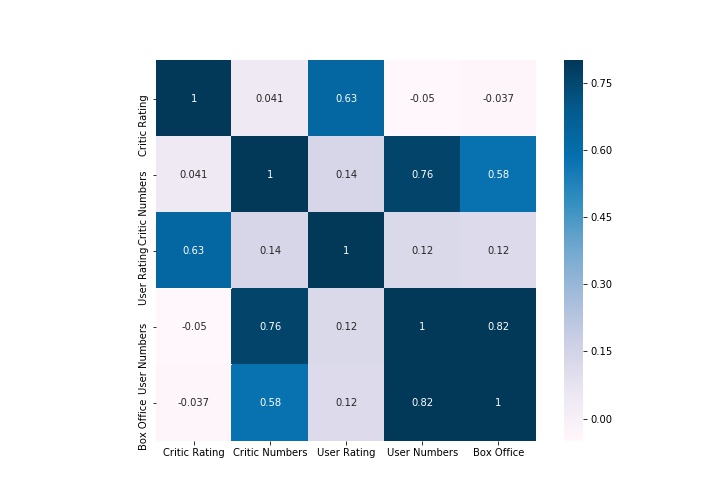 1 0.041 0.63 -0.05 -0.037
0.041 1 0.14 0.76 0.58
0.63 0.14 1 0.12 0.12
-0.05 0.76 0.12 1 0.82
-0.037 0.58 0.12 0.82 1
Critic Rating
Critic Numbers
User Rating
User Numbers
Box Office
Critic Rating Critic Numbers User Rating User Numbers Box Office
0.75
0.60
0.45
0.30
0.15
0.00